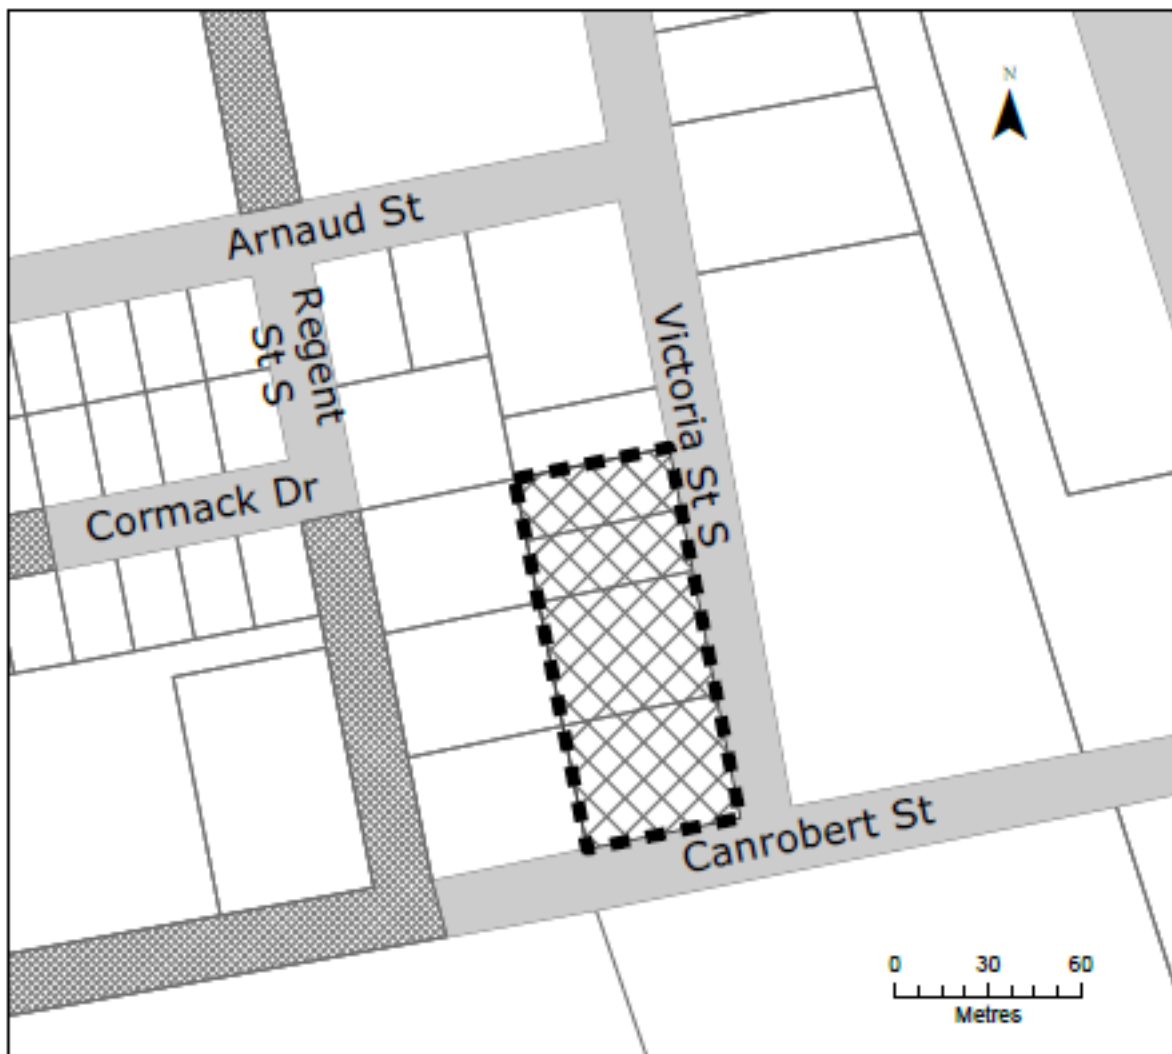 N
Arnaud St
Regent
St S
Victoria St S
Cormack Dr
Canrobert St
0 30 60
Metres